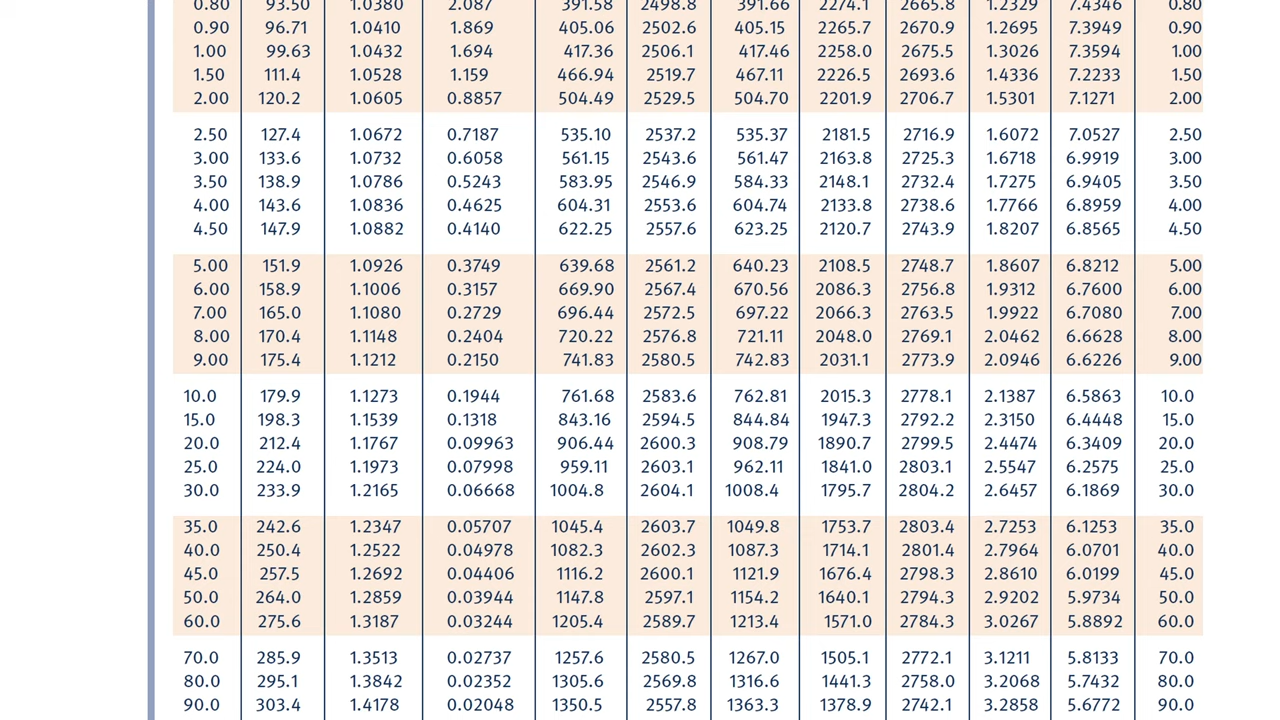 0.80 93.50 1.0380 2.087 391.58 2498.8 391.66 2274.1 2665.8 1.2329 7.4346 0.80
0.90 96.71 1.0410 1.869 405.06 2502.6 405.15 2265.7 2670.9 1.2695 7.3949 0.90
1.00 99.63 1.0432 1.694 417.36 2506.1 417.46 2258.0 2675.5 1.3026 7.3594 1.00
1.50 111.4 1.0528 1.159 466.94 2519.7 467.11 2226.5 2693.6 1.4336 7.2233 1.50
2.00 120.2 1.0605 0.8857 504.49 2529.5 504.70 2201.9 2706.7 1.5301 7.1271 2.00
2.50 127.4 1.0672 0.7187 535.10 2537.2 535.37 2181.5 2716.9 1.6072 7.0527 2.50
3.00 133.6 1.0732 0.6058 561.15 2543.6 561.47 2163.8 2725.3 1.6718 6.9919 3.00
3.50 138.9 1.0786 0.5243 583.95 2546.9 584.33 2148.1 2732.4 1.7275 6.9405 3.50
4.00 143.6 1.0836 0.4625 604.31 2553.6 604.74 2133.8 2738.6 1.7766 6.8959 4.00
4.50 147.9 1.0882 0.4140 622.25 2557.6 623.25 2120.7 2743.9 1.8207 6.8565 4.50
5.00 151.9 1.0926 0.3749 639.68 2561.2 640.23 2108.5 2748.7 1.8607 6.8212 5.00
6.00 158.9 1.1006 0.3157 669.90 2567.4 670.56 2086.3 2756.8 1.9312 6.7600 6.00
7.00 165.0 1.1080 0.2729 696.44 2572.5 697.22 2066.3 2763.5 1.9922 6.7080 7.00
8.00 170.4 1.1148 0.2404 720.22 2576.8 721.11 2048.0 2769.1 2.0462 6.6628 8.00
9.00 175.4 1.1212 0.2150 741.83 2580.5 742.83 2031.1 2773.9 2.0946 6.6226 9.00
10.0 179.9 1.1273 0.1944 761.68 2583.6 762.81 2015.3 2778.1 2.1387 6.5863 10.0
15.0 198.3 1.1539 0.1318 843.16 2594.5 844.84 1947.3 2792.2 2.3150 6.4448 15.0
20.0 212.4 1.1767 0.09963 906.44 2600.3 908.79 1890.7 2799.5 2.4474 6.3409 20.0
25.0 224.0 1.1973 0.07998 959.11 2603.1 962.11 1841.0 2803.1 2.5547 6.2575 25.0
30.0 233.9 1.2165 0.06668 1004.8 2604.1 1008.4 1795.7 2804.2 2.6457 6.1869 30.0
35.0 242.6 1.2347 0.05707 1045.4 2603.7 1049.8 1753.7 2803.4 2.7253 6.1253 35.0
40.0 250.4 1.2522 0.04978 1082.3 2602.3 1087.3 1714.1 2801.4 2.7964 6.0701 40.0
45.0 257.5 1.2692 0.04406 1116.2 2600.1 1121.9 1676.4 2798.3 2.8610 6.0199 45.0
50.0 264.0 1.2859 0.03944 1147.8 2597.1 1154.2 1640.1 2794.3 2.9202 5.9734 50.0
60.0 275.6 1.3187 0.03244 1205.4 2589.7 1213.4 1571.0 2784.3 3.0267 5.8892 60.0
70.0 285.9 1.3513 0.02737 1257.6 2580.5 1267.0 1505.1 2772.1 3.1211 5.8133 70.0
80.0 295.1 1.3842 0.02352 1305.6 2569.8 1316.6 1441.3 2758.0 3.2068 5.7432 80.0
90.0 303.4 1.4178 0.02048 1350.5 2557.8 1363.3 1378.9 2742.1 3.2858 5.6772 90.0